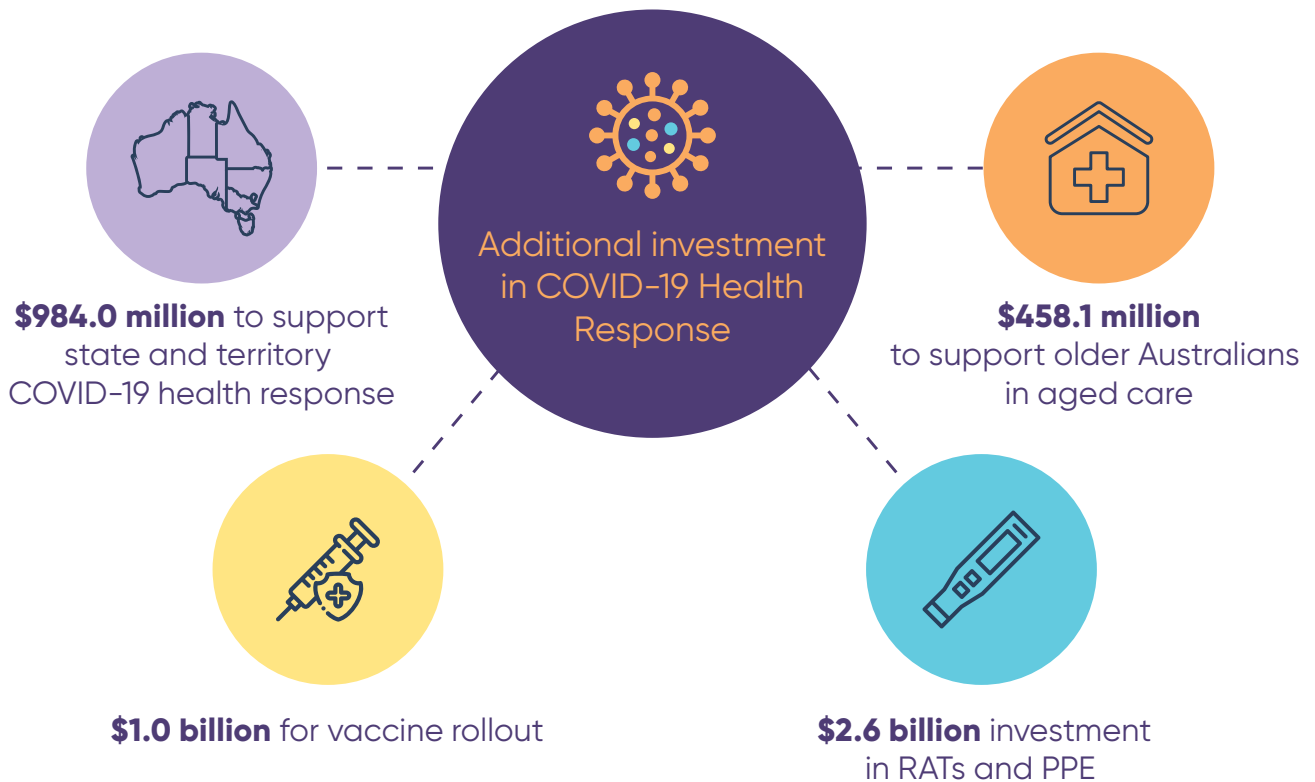 Additional investment
in COVID-19 Health
Response
$984.0 million to support
state and territory
COVID-19 health response
$458.1 million
to support older Australians
in aged care
$1.0 billion for vaccine rollout
$2.6 billion investment
in RATs and PPE